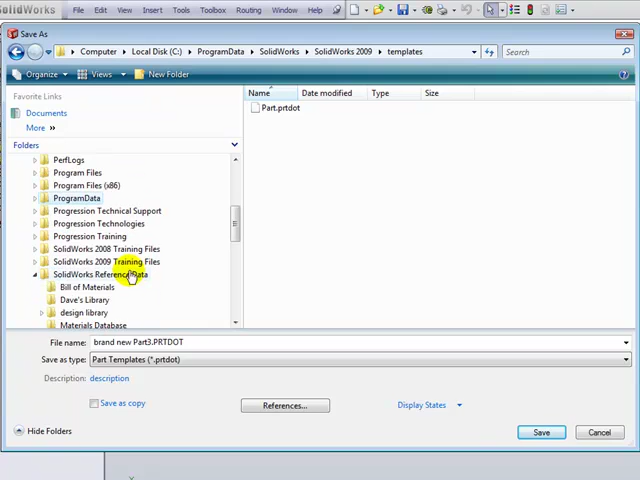 SolidWorks File Edit View Insert Tools Toolbox Routing Window Help
Save As
Computer Local Disk (C:) ProgramData SolidWorks SolidWorks 2009 templates Search
Organize Views New Folder
Favorite Links
Documents
More »
Folders
PerfLogs
Program Files
Program Files (x86)
ProgramData
Progression Technical Support
Progression Technologies
Progression Training
SolidWorks 2008 Training Files
SolidWorks 2009 Training Files
SolidWorks Reference Data
Bill of Materials
Dave's Library
design library
Materials Database
Name Date modified Type Size
Part.prtdot
File name: brand new Part3.PRTDOT
Save as type: Part Templates (*.prtdot)
Description: description
Save as copy
References...
Display States
Hide Folders
Save
Cancel